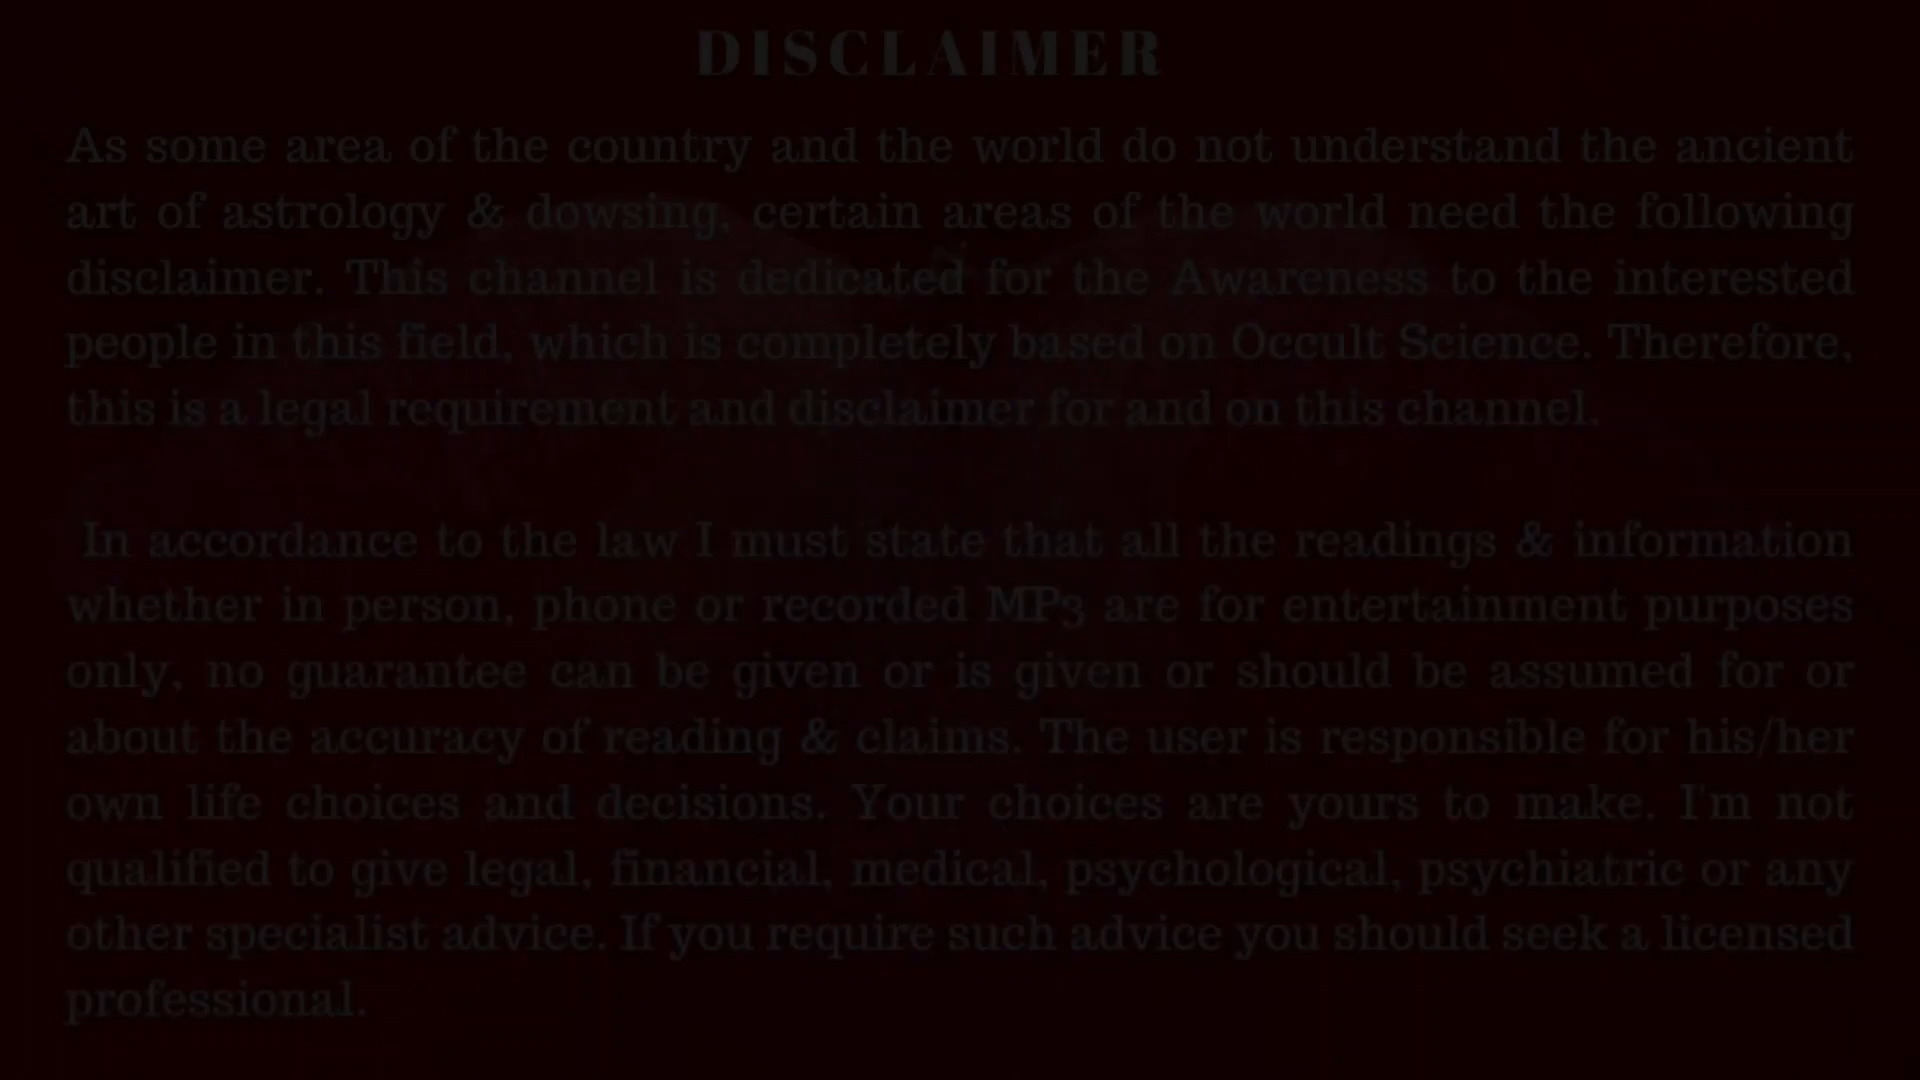 DISCLAIMER
As some area of the country and the world do not understand the ancient
art of astrology & dowsing, certain areas of the world need the following
disclaimer. This channel is dedicated for the Awareness to the interested
people in this field, which is completely based on Occult Science. Therefore,
this is a legal requirement and disclaimer for and on this channel.
In accordance to the law I must state that all the readings & information
whether in person, phone or recorded MP3 are for entertainment purposes
only, no guarantee can be given or is given or should be assumed for or
about the accuracy of reading & claims. The user is responsible for his/her
own life choices and decisions. Your choices are yours to make. I'm not
qualified to give legal, financial, medical, psychological, psychiatric or any
other specialist advice. If you require such advice you should seek a licensed
professional.